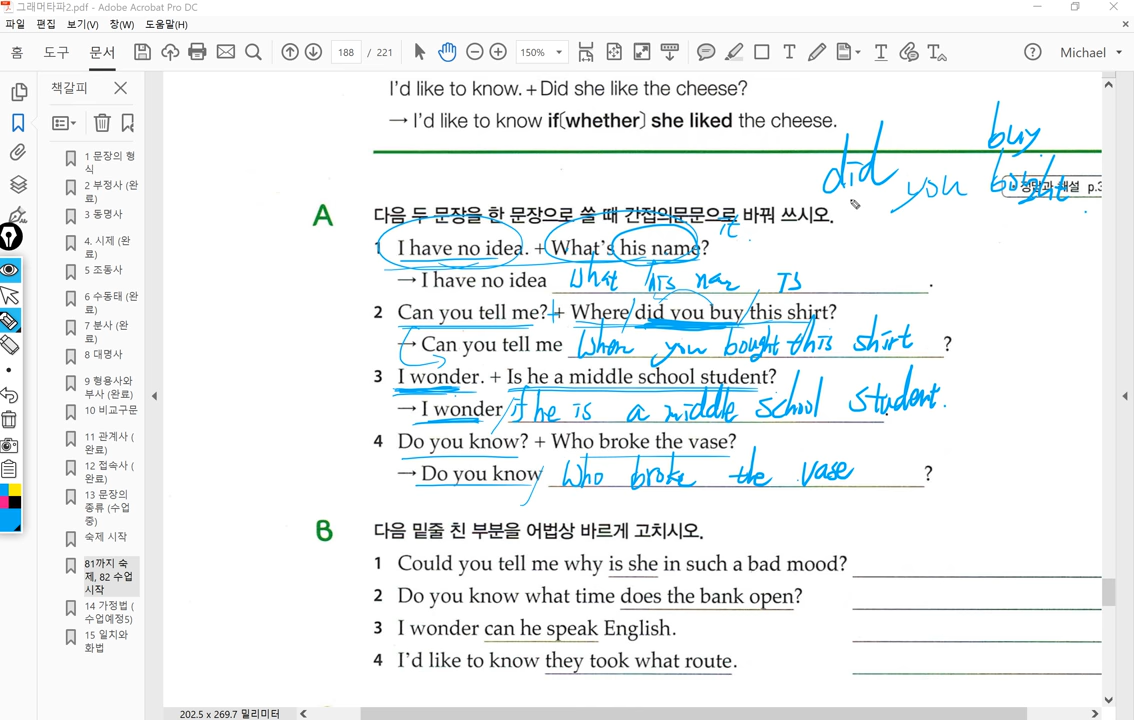 그래머타파2.pdf - Adobe Acrobat Pro DC
파일 편집 보기(V) 창(W) 도움말(H)
홈 도구 문서 188 / 221 150% Michael
책갈피
1 문장의 형식
2 부정사 (완료)
3 동명사
4. 시제 (완료)
5 조동사
6 수동태 (완료)
7 분사 (완료)
8 대명사
9 형용사와 부사 (완료)
10 비교구문
11 관계사 (완료)
12 접속사 (완료)
13 문장의 종류 (수업 중)
숙제 시작
81까지 숙제, 82 수업 시작
14 가정법 (수업예정5)
15 일치와 화법
I'd like to know. + Did she like the cheese?
→ I'd like to know if(whether) she liked the cheese.
buy
did you bought
p.3
A 다음 두 문장을 한 문장으로 쓸 때 간접의문문으로 바꿔 쓰시오.
it
1 I have no idea. + What's his name?
→ I have no idea what his name is.
2 Can you tell me? + Where did you buy this shirt?
→ Can you tell me when you bought this shirt?
3 I wonder. + Is he a middle school student?
→ I wonder if he is a middle school student.
4 Do you know? + Who broke the vase?
→ Do you know who broke the vase?
B 다음 밑줄 친 부분을 어법상 바르게 고치시오.
1 Could you tell me why is she in such a bad mood?
2 Do you know what time does the bank open?
3 I wonder can he speak English.
4 I'd like to know they took what route.
202.5 x 269.7 밀리미터